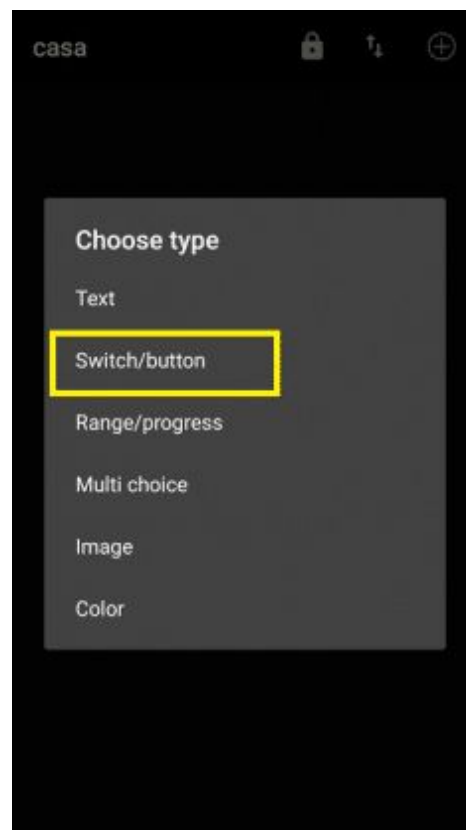 casa
Choose type
Text
Switch/button
Range/progress
Multi choice
Image
Color